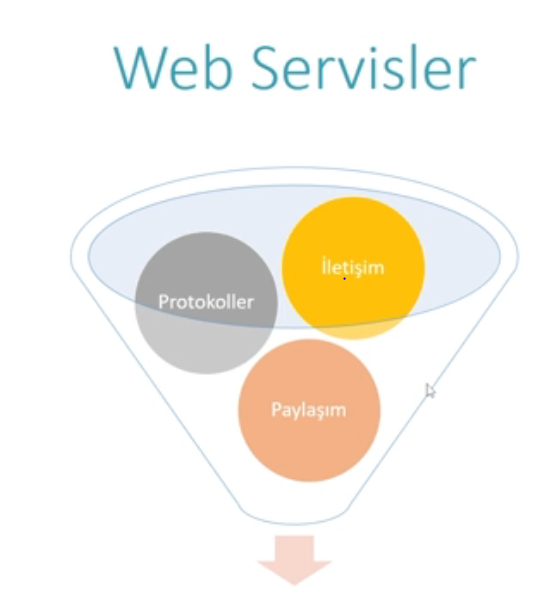 Web Servisler
İletişim
Protokoller
Paylaşım